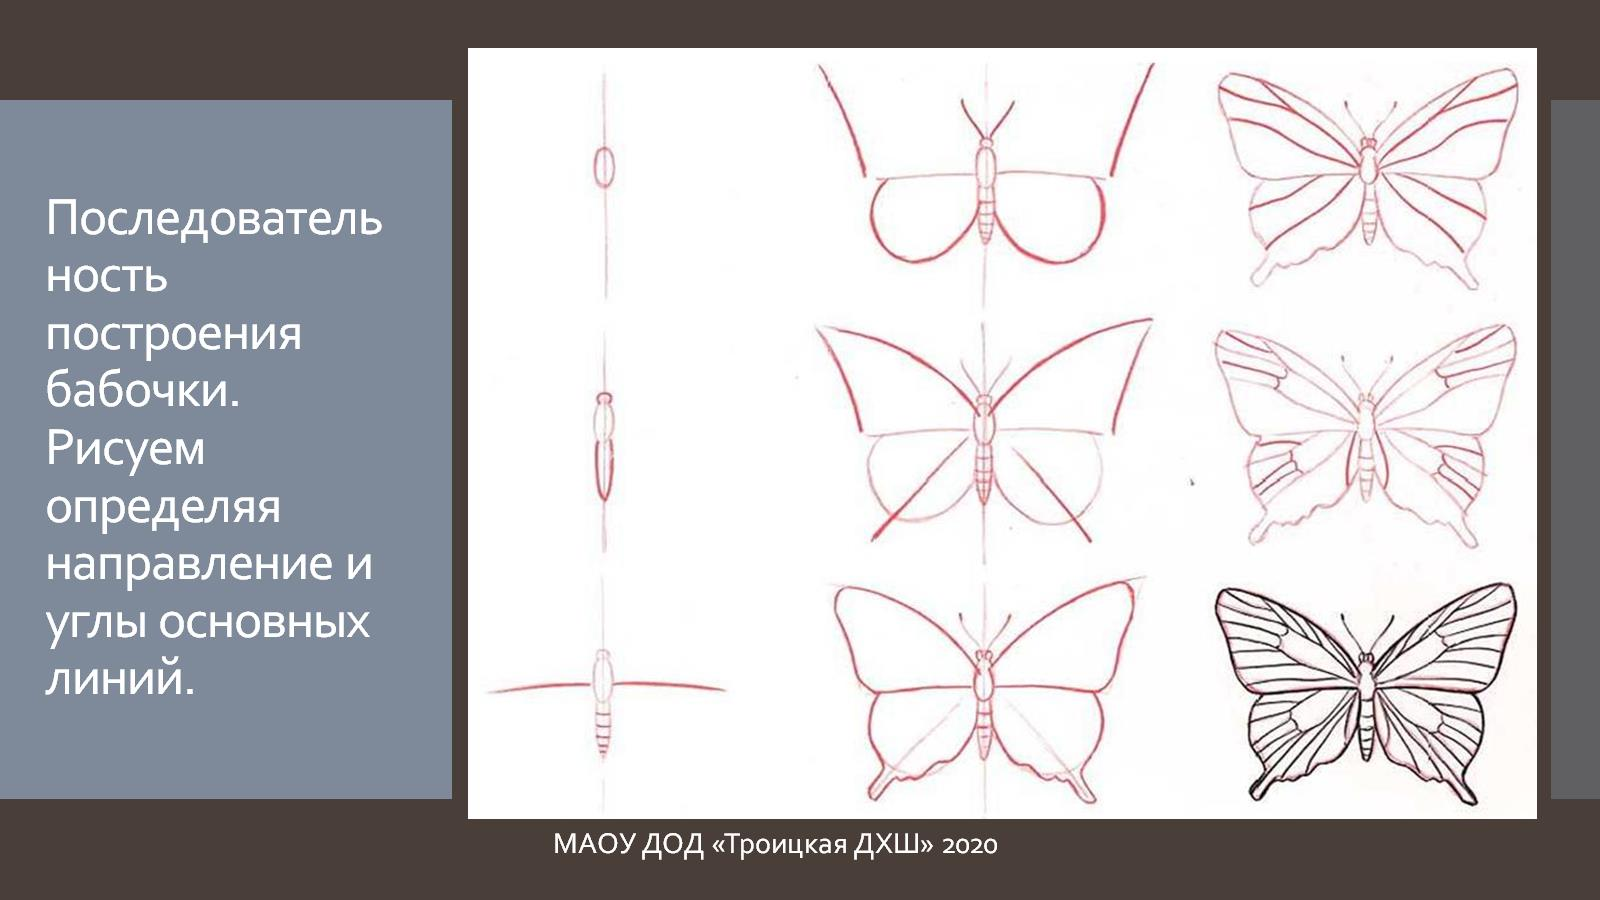 Последователь
ность
построения
бабочки.
Рисуем
определяя
направление и
углы основных
линий.
МАОУ ДОД «Троицкая ДХШ» 2020